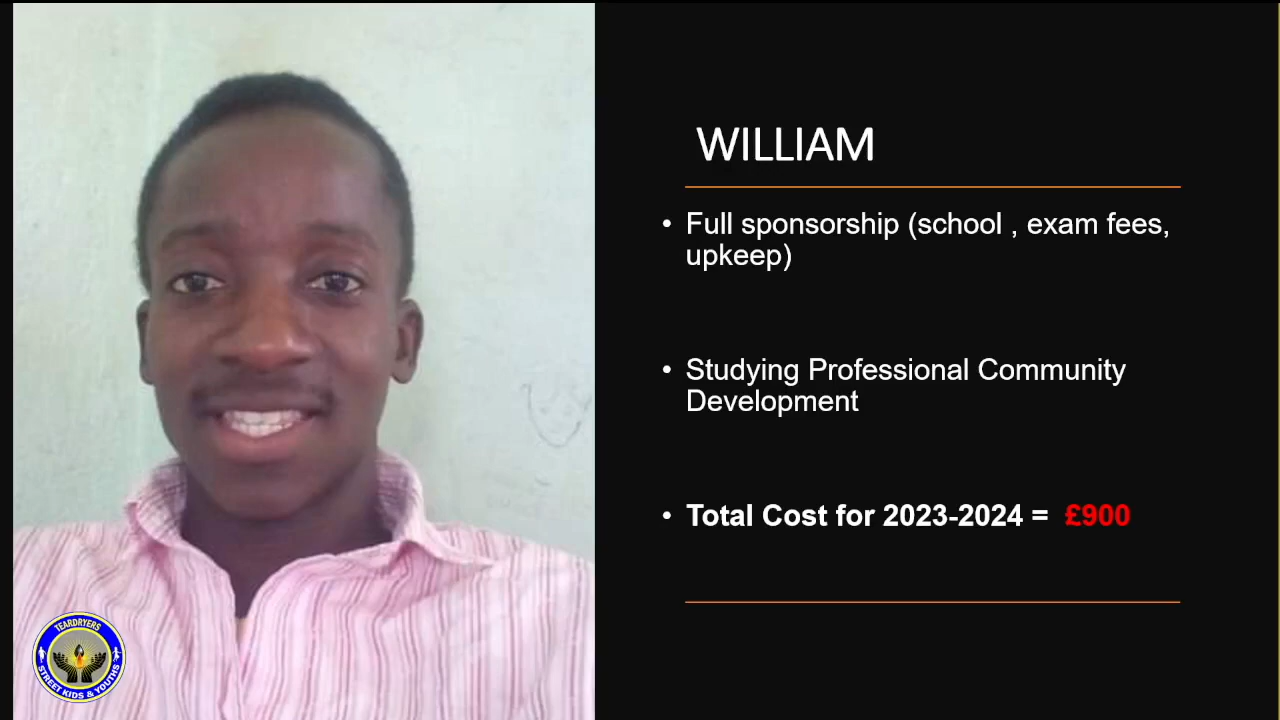 WILLIAM
• Full sponsorship (school , exam fees,
upkeep)
• Studying Professional Community
Development
• Total Cost for 2023-2024 = £900
TEARDRYERS
STREET KIDS & YOUTHS